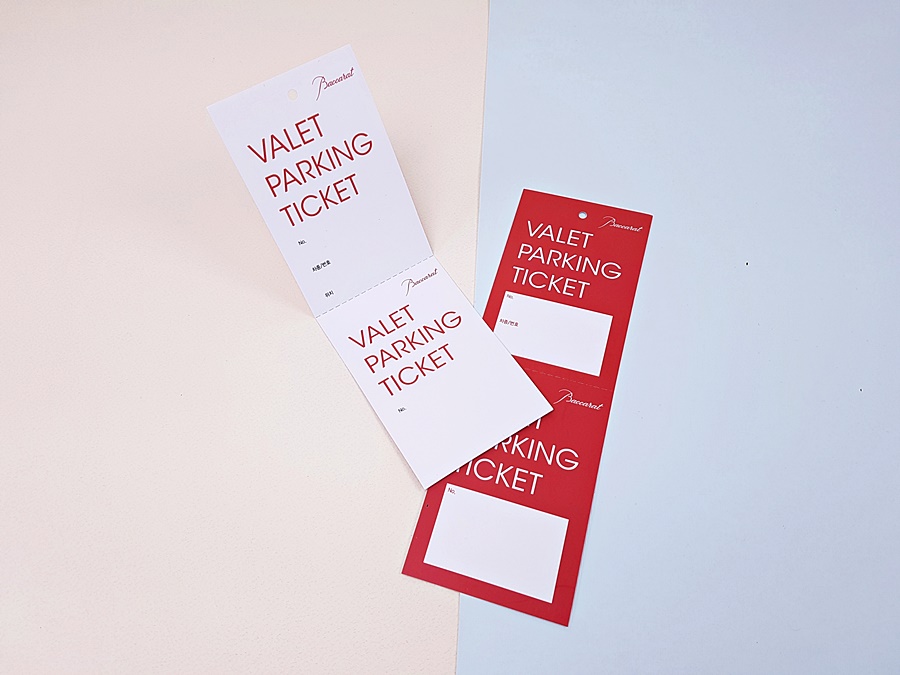 Baccarat
VALET
PARKING
TICKET
No.
차종/번호
위치
Baccarat
VALET
PARKING
TICKET
No.
Baccarat
VALET
PARKING
TICKET
No.
차종/번호
Baccarat
RKING
TICKET
No.